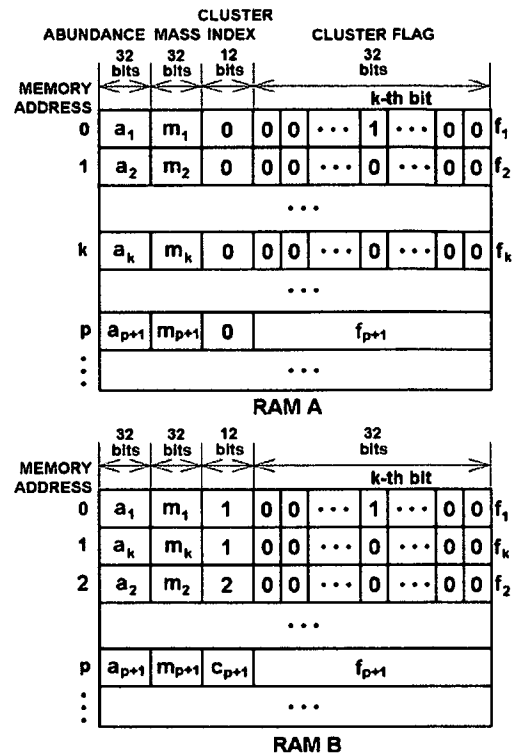 CLUSTER
ABUNDANCE MASS INDEX CLUSTER FLAG
32 32 12 32
bits bits bits bits
MEMORY
ADDRESS
k-th bit
0 a1 m1 0 0 0 ··· 1 ··· 0 0 f1
1 a2 m2 0 0 0 ··· 0 ··· 0 0 f2
···
k ak mk 0 0 0 ··· 0 ··· 0 0 fk
···
p ap+1 mp+1 0 fp+1
···
RAM A
32 32 12 32
bits bits bits bits
MEMORY
ADDRESS
k-th bit
0 a1 m1 1 0 0 ··· 1 ··· 0 0 f1
1 ak mk 1 0 0 ··· 0 ··· 0 0 fk
2 a2 m2 2 0 0 ··· 0 ··· 0 0 f2
···
p ap+1 mp+1 cp+1 fp+1
···
RAM B